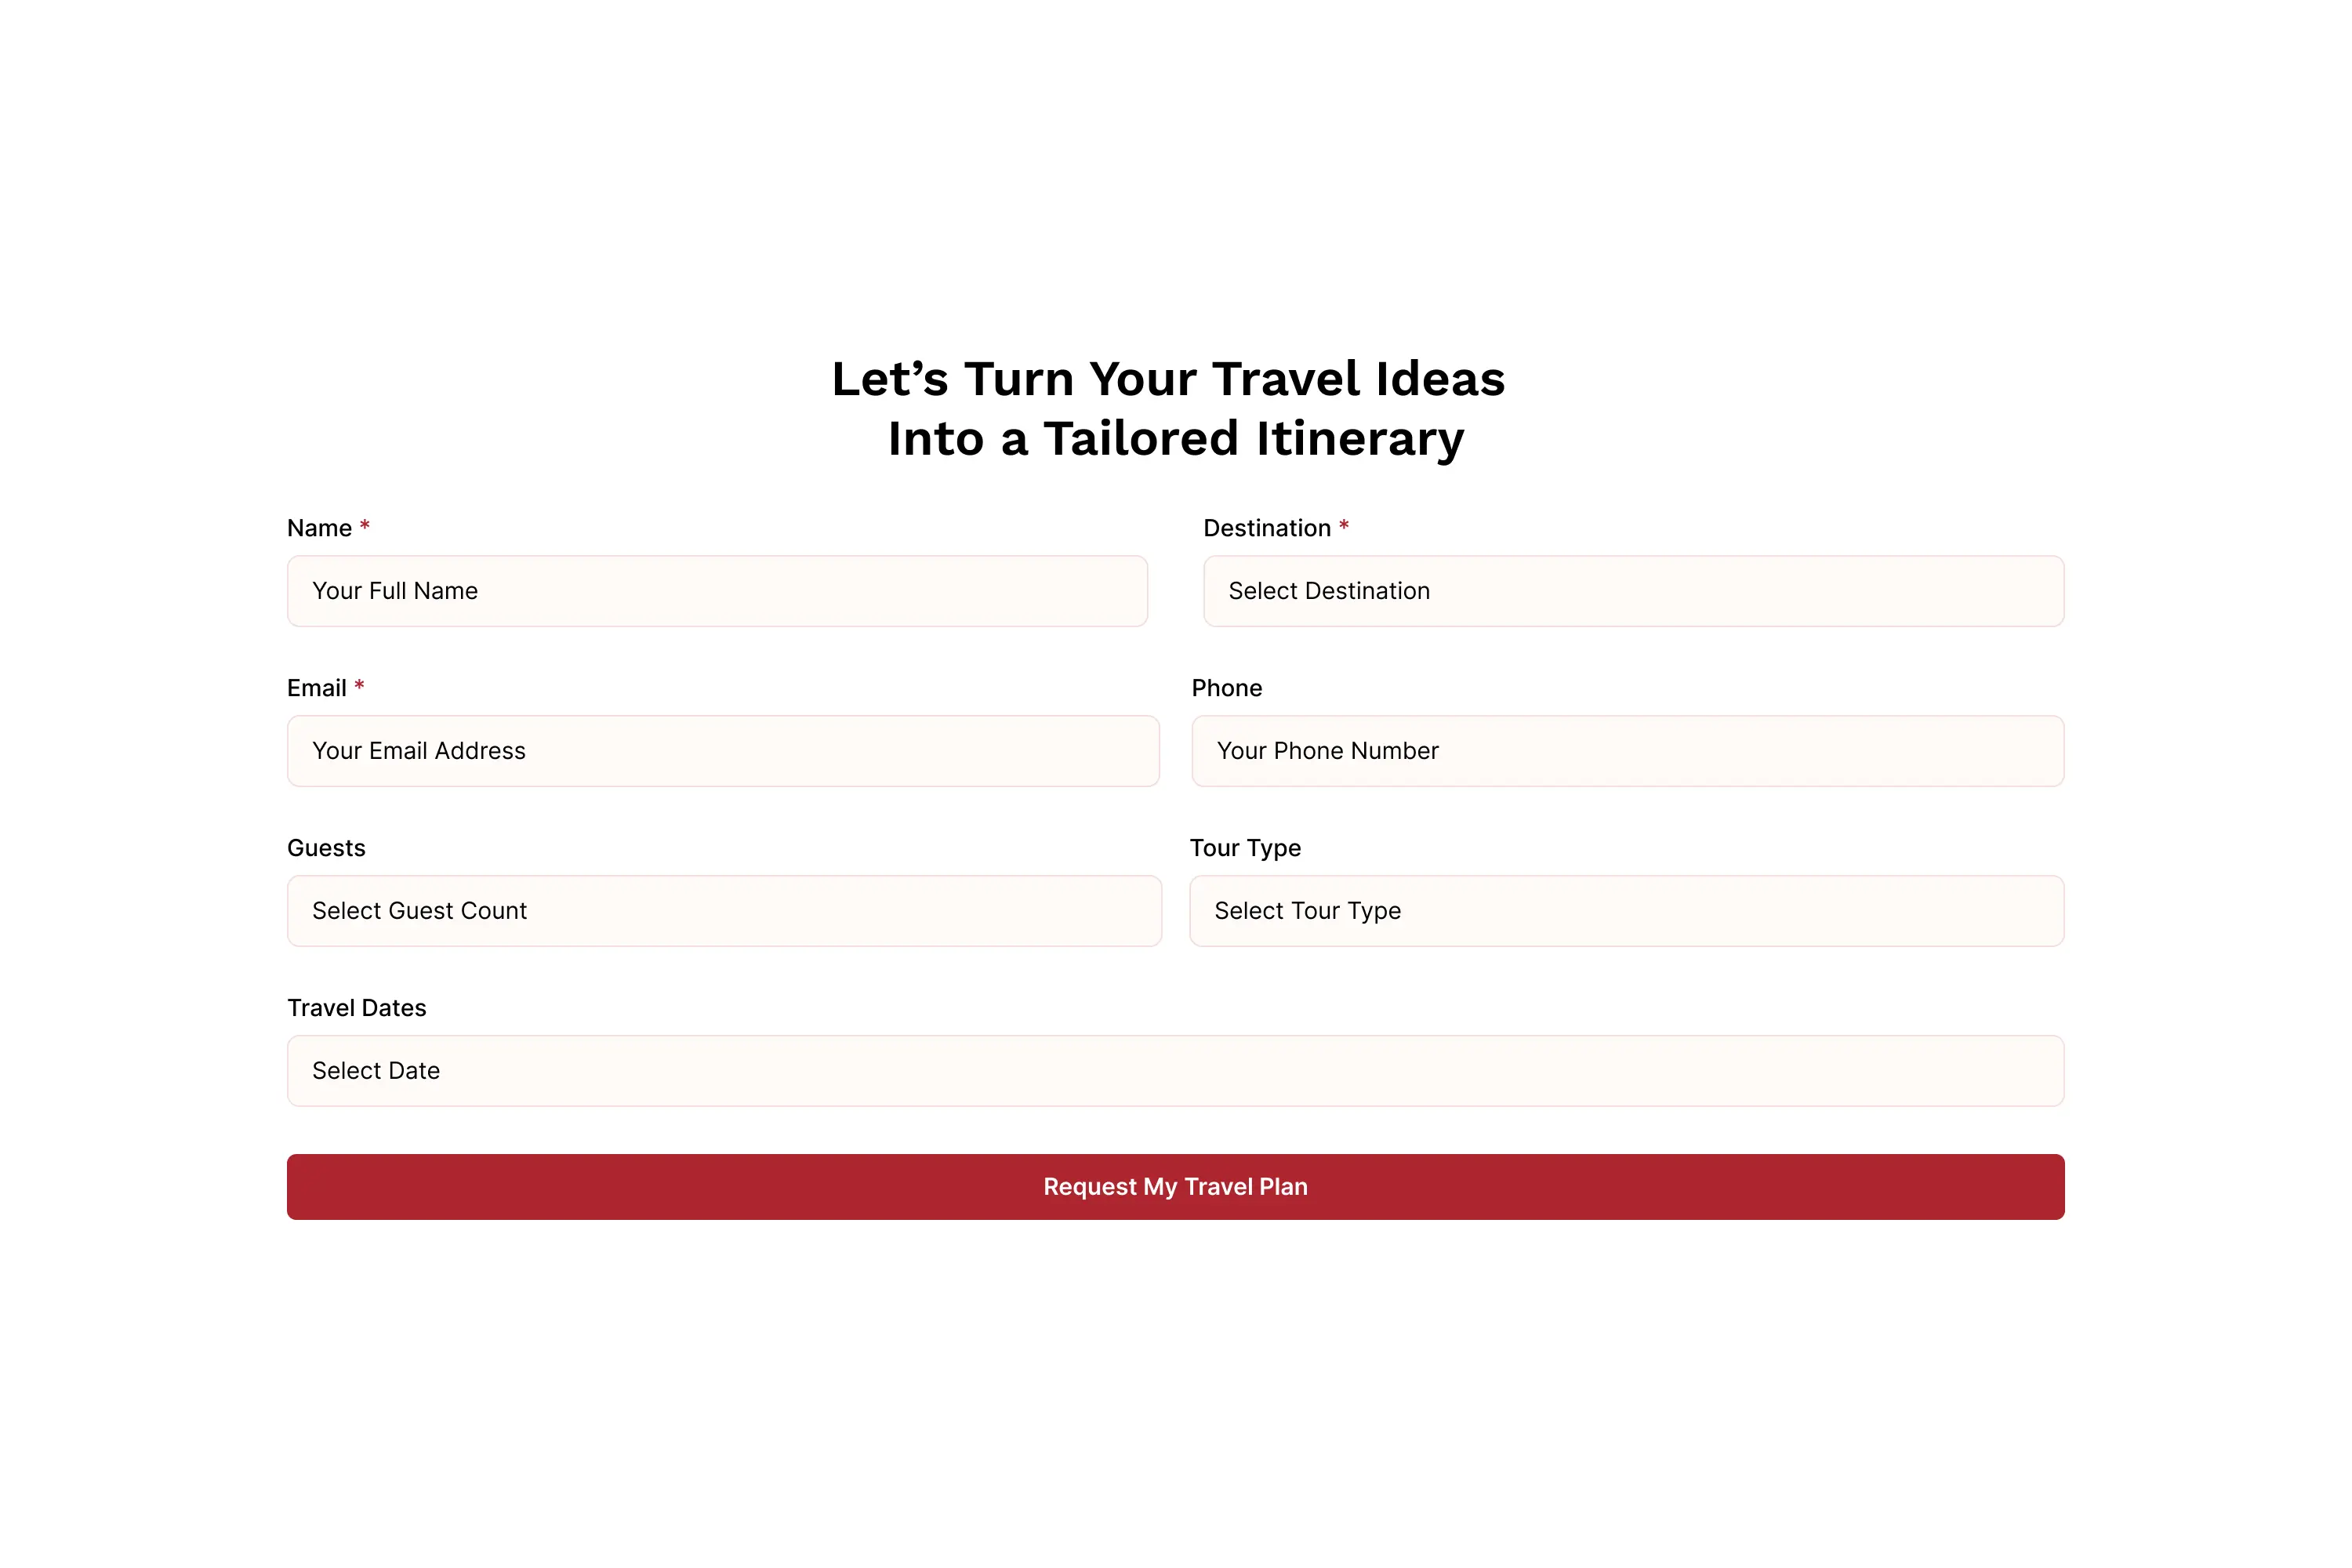 Let’s Turn Your Travel Ideas
Into a Tailored Itinerary
Name *
Destination *
Your Full Name
Select Destination
Email *
Phone
Your Email Address
Your Phone Number
Guests
Tour Type
Select Guest Count
Select Tour Type
Travel Dates
Select Date
Request My Travel Plan